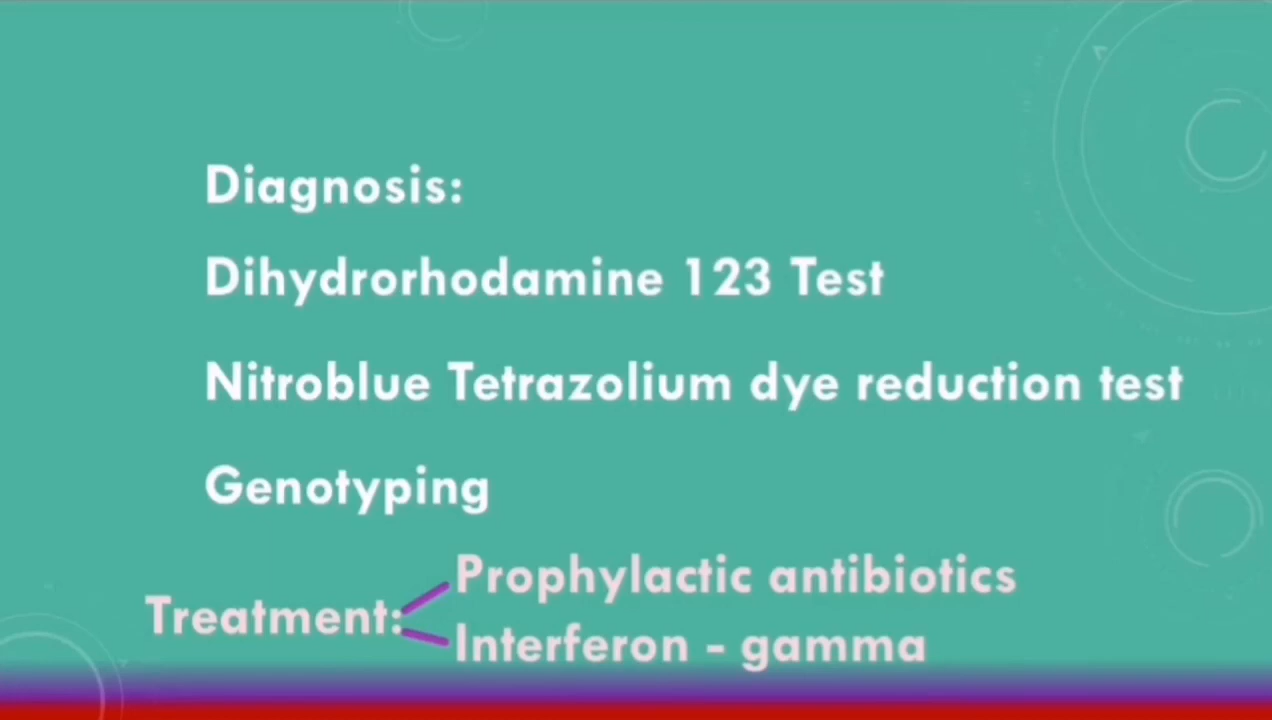 Diagnosis:
Dihydrorhodamine 123 Test
Nitroblue Tetrazolium dye reduction test
Genotyping
Prophylactic antibiotics
Treatment:
Interferon - gamma